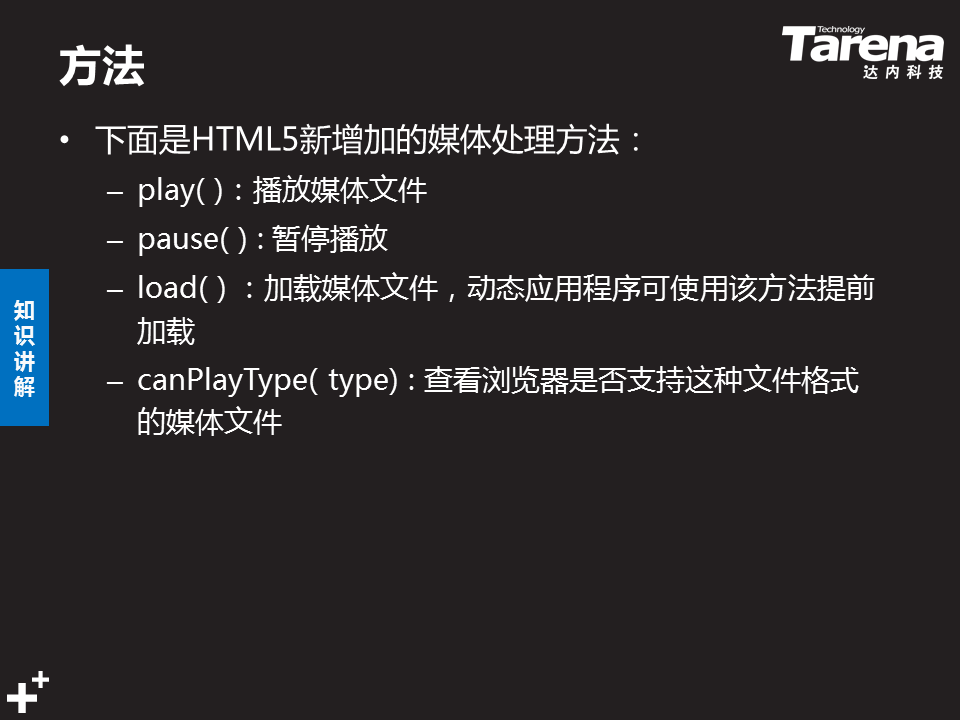 方法
Technology
Tarena
达内科技
• 下面是HTML5新增加的媒体处理方法：
– play( )：播放媒体文件
– pause( ) : 暂停播放
– load( ) ：加载媒体文件，动态应用程序可使用该方法提前
加载
– canPlayType( type) : 查看浏览器是否支持这种文件格式
的媒体文件
知
识
讲
解